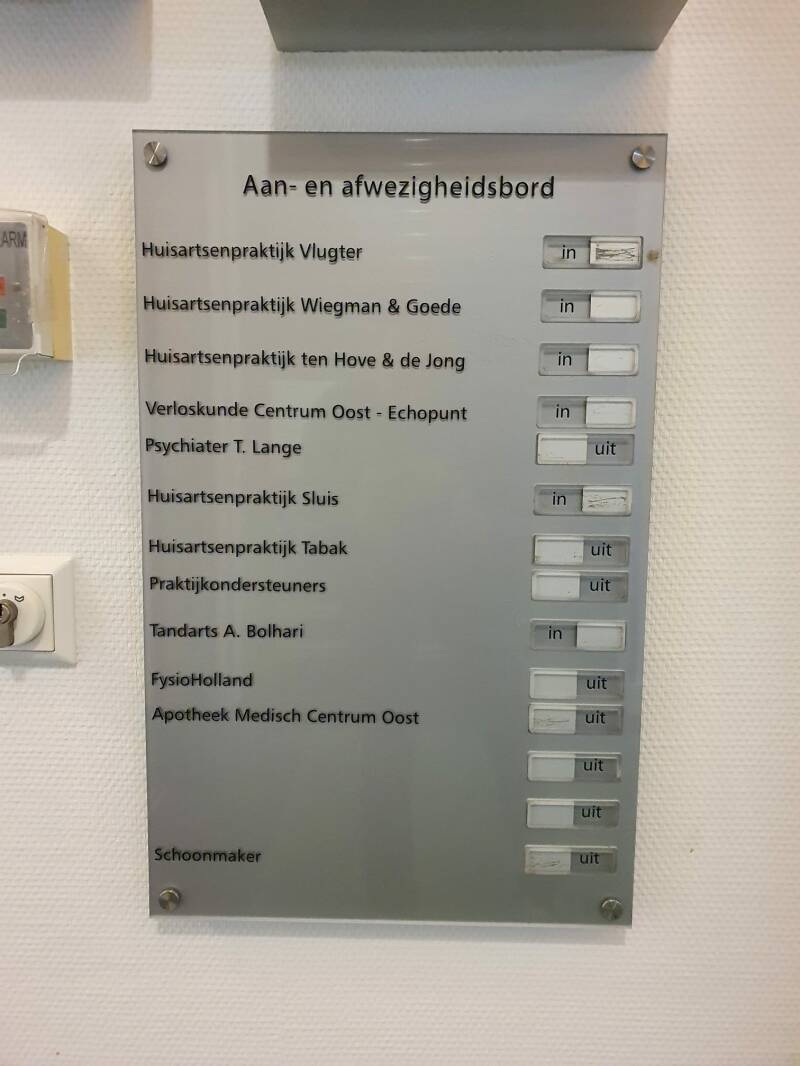 Aan- en afwezigheidsbord
Huisartsenpraktijk Vlugter in
Huisartsenpraktijk Wiegman & Goede in
Huisartsenpraktijk ten Hove & de Jong in
Verloskunde Centrum Oost - Echopunt in
Psychiater T. Lange uit
Huisartsenpraktijk Sluis in
Huisartsenpraktijk Tabak uit
Praktijkondersteuners uit
Tandarts A. Bolhari in
FysioHolland uit
Apotheek Medisch Centrum Oost uit
uit
uit
Schoonmaker uit